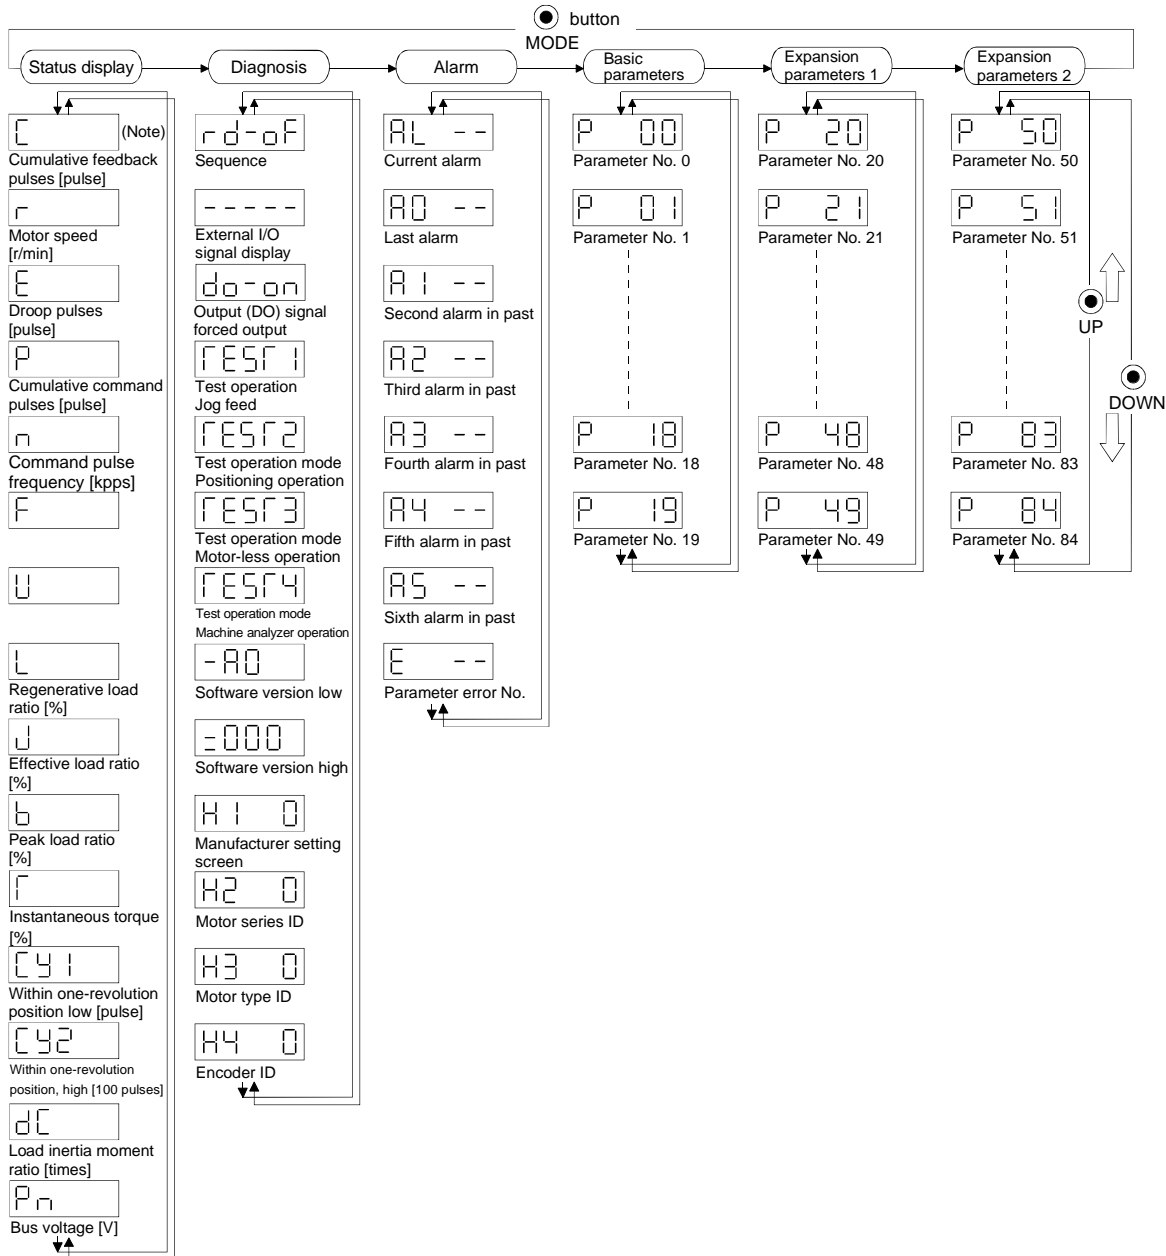 button
MODE
Status display
Diagnosis
Alarm
Basic
parameters
Expansion
parameters 1
Expansion
parameters 2
C
(Note)
Cumulative feedback
pulses [pulse]
r
Motor speed
[r/min]
E
Droop pulses
[pulse]
P
Cumulative command
pulses [pulse]
n
Command pulse
frequency [kpps]
F
U
L
Regenerative load
ratio [%]
J
Effective load ratio
[%]
b
Peak load ratio
[%]
T
Instantaneous torque
[%]
Cy1
Within one-revolution
position low [pulse]
Cy2
Within one-revolution
position, high [100 pulses]
dC
Load inertia moment
ratio [times]
Pn
Bus voltage [V]
rd-oF
Sequence
- - - - -
External I/O
signal display
do-on
Output (DO) signal
forced output
TEST1
Test operation
Jog feed
TEST2
Test operation mode
Positioning operation
TEST3
Test operation mode
Motor-less operation
TEST4
Test operation mode
Machine analyzer operation
-A0
Software version low
=000
Software version high
H1 0
Manufacturer setting
screen
H2 0
Motor series ID
H3 0
Motor type ID
H4 0
Encoder ID
AL --
Current alarm
A0 --
Last alarm
A1 --
Second alarm in past
A2 --
Third alarm in past
A3 --
Fourth alarm in past
A4 --
Fifth alarm in past
A5 --
Sixth alarm in past
E --
Parameter error No.
P 00
Parameter No. 0
P 01
Parameter No. 1
P 18
Parameter No. 18
P 19
Parameter No. 19
P 20
Parameter No. 20
P 21
Parameter No. 21
P 48
Parameter No. 48
P 49
Parameter No. 49
P 50
Parameter No. 50
P 51
Parameter No. 51
P 83
Parameter No. 83
P 84
Parameter No. 84
UP
DOWN